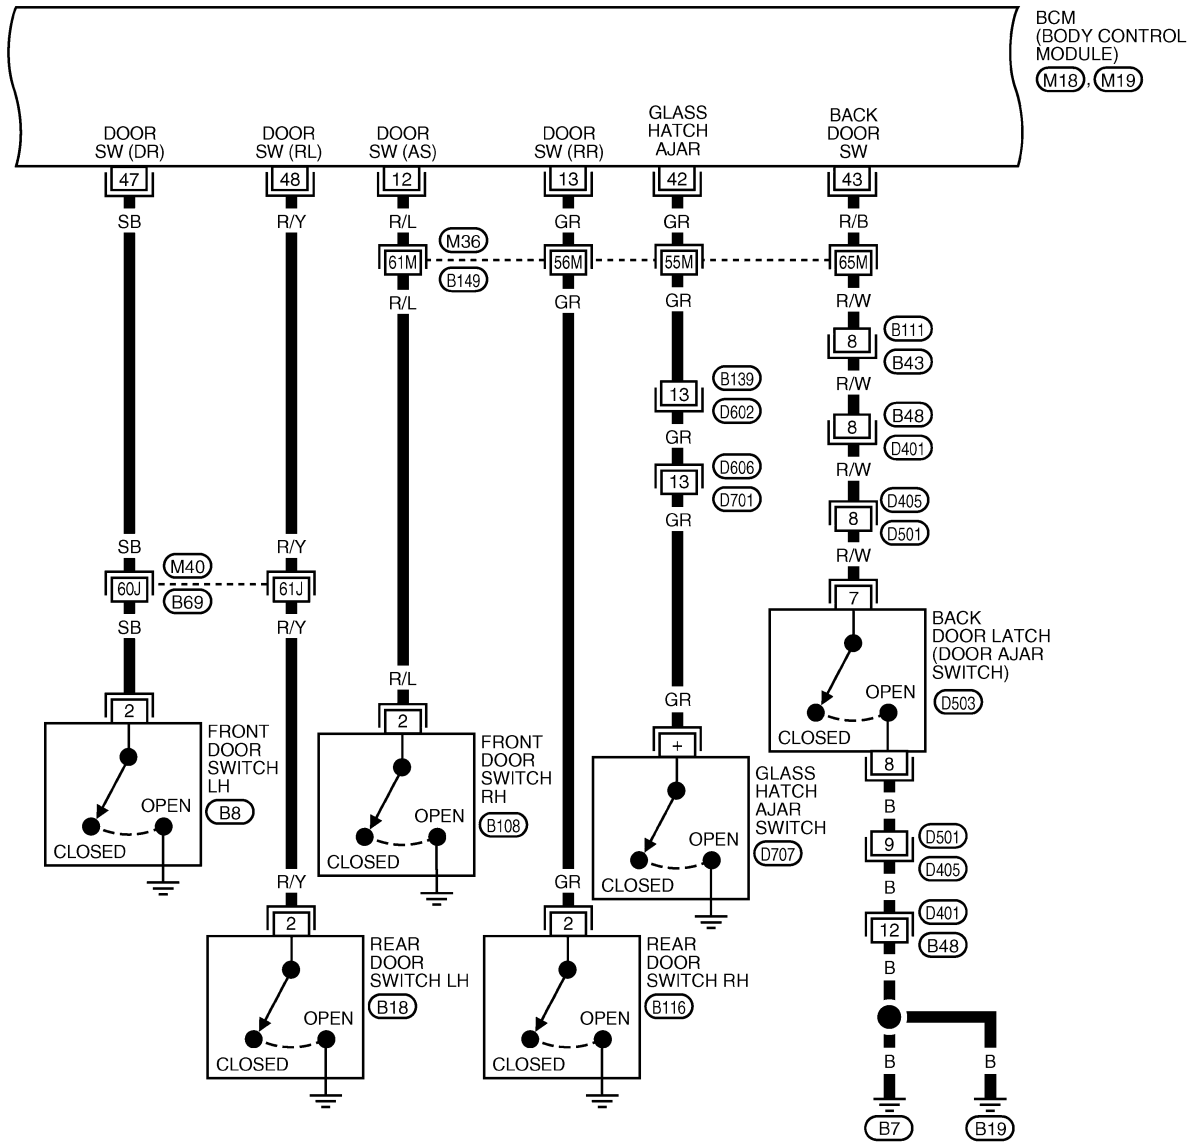 BCM
(BODY CONTROL
MODULE)
M18, M19
DOOR
SW (DR)
DOOR
SW (RL)
DOOR
SW (AS)
DOOR
SW (RR)
GLASS
HATCH
AJAR
BACK
DOOR
SW
47
48
12
13
42
43
SB
R/Y
R/L
GR
GR
R/B
M36
61M
56M
55M
65M
B149
R/L
GR
GR
R/W
B111
8
B43
R/W
B139
13
D602
B48
8
D401
GR
R/W
D606
13
D701
D405
8
D501
GR
SB
R/Y
R/W
M40
60J
61J
B69
7
SB
R/Y
BACK
DOOR LATCH
(DOOR AJAR
SWITCH)
D503
OPEN
CLOSED
R/L
GR
2
FRONT
DOOR
SWITCH
LH
B8
OPEN
CLOSED
2
FRONT
DOOR
SWITCH
RH
B108
OPEN
CLOSED
+
GLASS
HATCH
AJAR
SWITCH
D707
OPEN
CLOSED
8
B
D501
9
D405
B
D401
12
B48
B
R/Y
GR
2
REAR
DOOR
SWITCH LH
B18
OPEN
CLOSED
2
REAR
DOOR
SWITCH RH
B116
OPEN
CLOSED
B
B
B7
B19